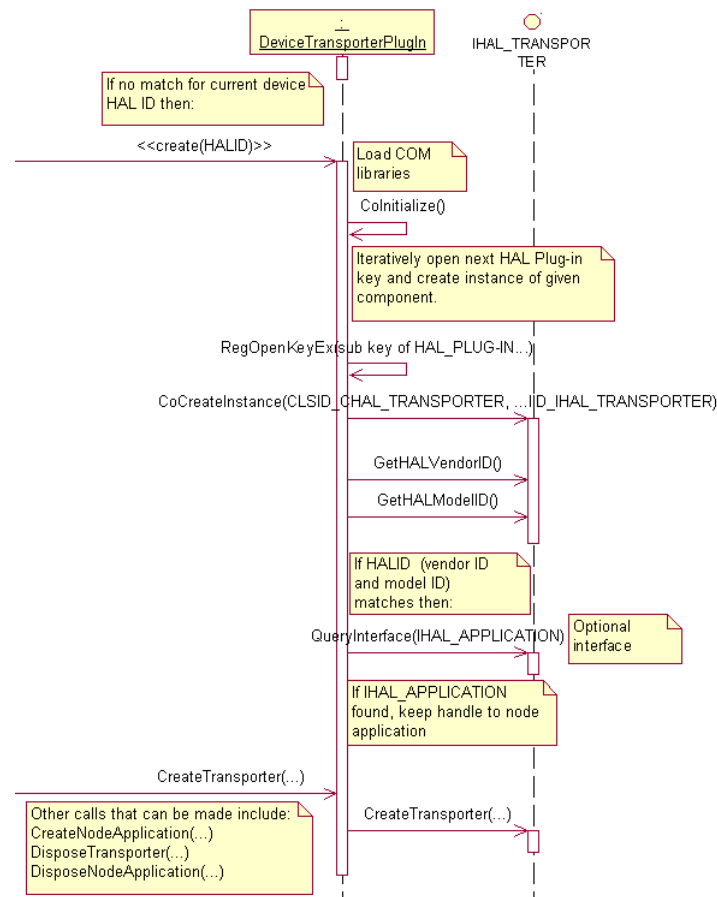 :
DeviceTransporterPlugIn
IHAL_TRANSPOR
TER
If no match for current device
HAL ID then:
<<create(HALID)>>
Load COM
libraries
CoInitialize()
Iteratively open next HAL Plug-in
key and create instance of given
component.
RegOpenKeyEx(sub key of HAL_PLUG-IN...)
CoCreateInstance(CLSID_CHAL_TRANSPORTER, ...IID_IHAL_TRANSPORTER)
GetHALVendorID()
GetHALModelID()
If HALID (vendor ID
and model ID)
matches then:
QueryInterface(IHAL_APPLICATION)
Optional
interface
If IHAL_APPLICATION
found, keep handle to node
application
CreateTransporter(...)
Other calls that can be made include:
CreateNodeApplication(...)
DisposeTransporter(...)
DisposeNodeApplication(...)
CreateTransporter(...)